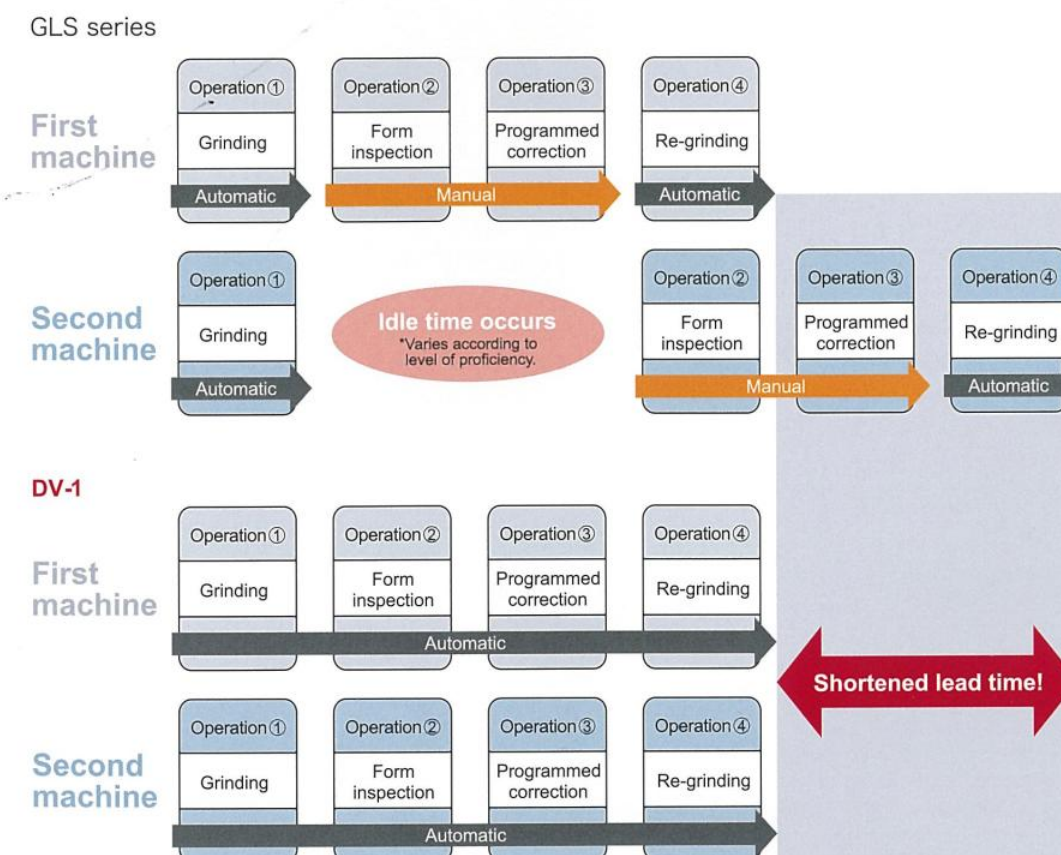 GLS series
First
machine
Operation① Operation② Operation③ Operation④
Grinding
Form
inspection
Programmed
correction
Re-grinding
Automatic
Manual
Automatic
Second
machine
Operation① Operation② Operation③ Operation④
Grinding
Idle time occurs
*Varies according to
level of proficiency.
Form
inspection
Programmed
correction
Re-grinding
Automatic
Manual
Automatic
DV-1
First
machine
Operation① Operation② Operation③ Operation④
Grinding
Form
inspection
Programmed
correction
Re-grinding
Automatic
Shortened lead time!
Second
machine
Operation① Operation② Operation③ Operation④
Grinding
Form
inspection
Programmed
correction
Re-grinding
Automatic